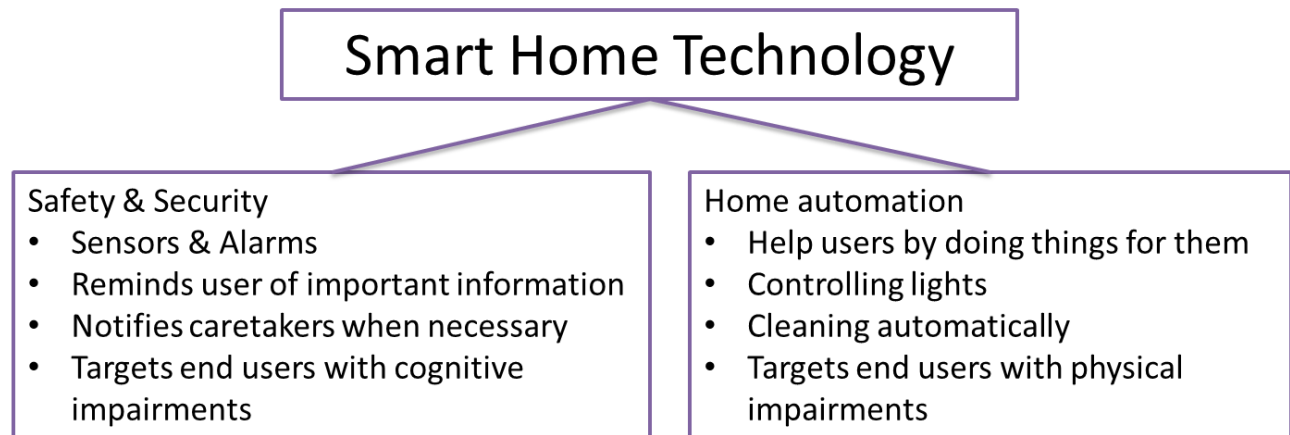 Smart Home Technology
Safety & Security
• Sensors & Alarms
• Reminds user of important information
• Notifies caretakers when necessary
• Targets end users with cognitive
impairments
Home automation
• Help users by doing things for them
• Controlling lights
• Cleaning automatically
• Targets end users with physical
impairments